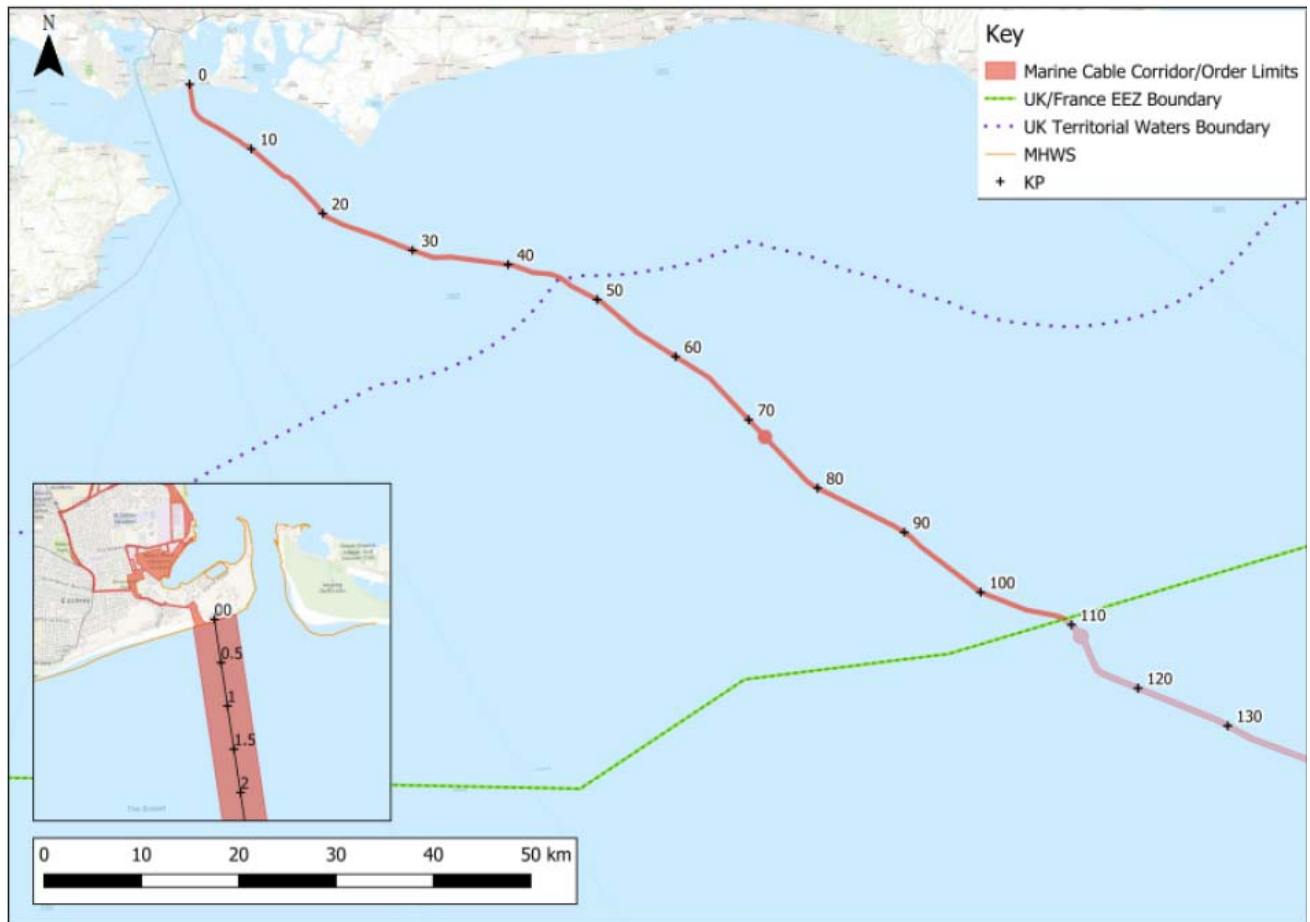 N
Key
Marine Cable Corridor/Order Limits
UK/France EEZ Boundary
UK Territorial Waters Boundary
MHWS
KP
0
10
20
30
40
50
60
70
80
90
100
110
120
130
00
0.5
1
1.5
2
0 10 20 30 40 50 km